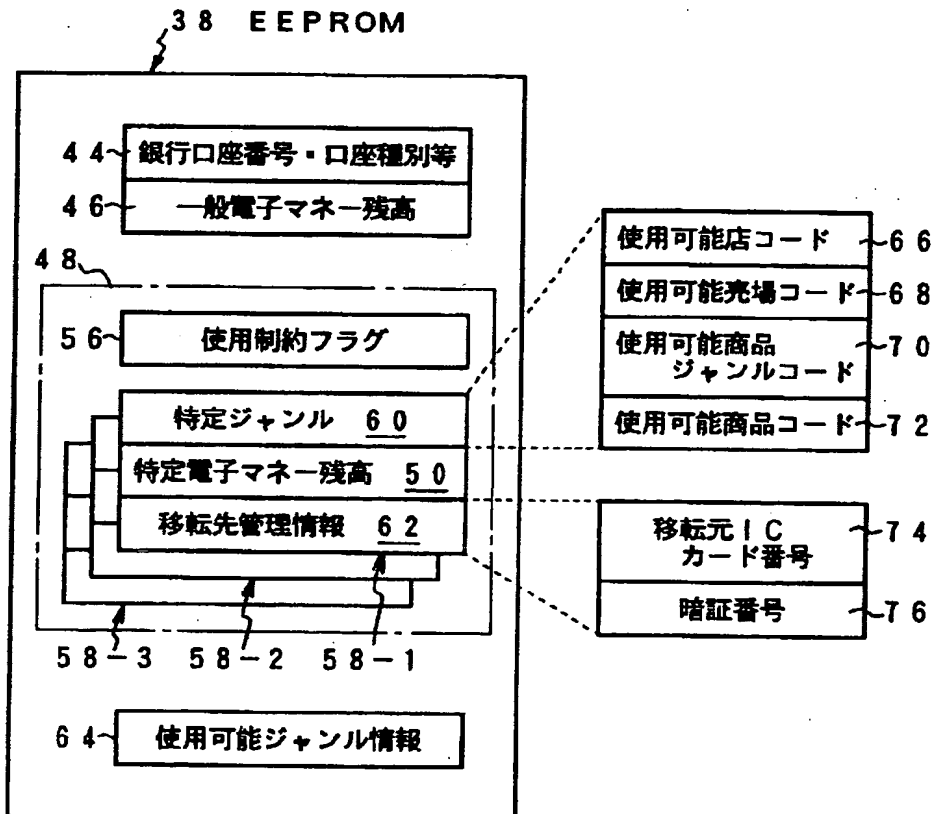 38 EEPROM
44 銀行口座番号・口座種別等
46 一般電子マネー残高
48
56 使用制約フラグ
特定ジャンル 60
特定電子マネー残高 50
移転先管理情報 62
58-3 58-2 58-1
64 使用可能ジャンル情報
使用可能店コード 66
使用可能売場コード 68
使用可能商品 70
ジャンルコード
使用可能商品コード 72
移転元IC 74
カード番号
暗証番号 76